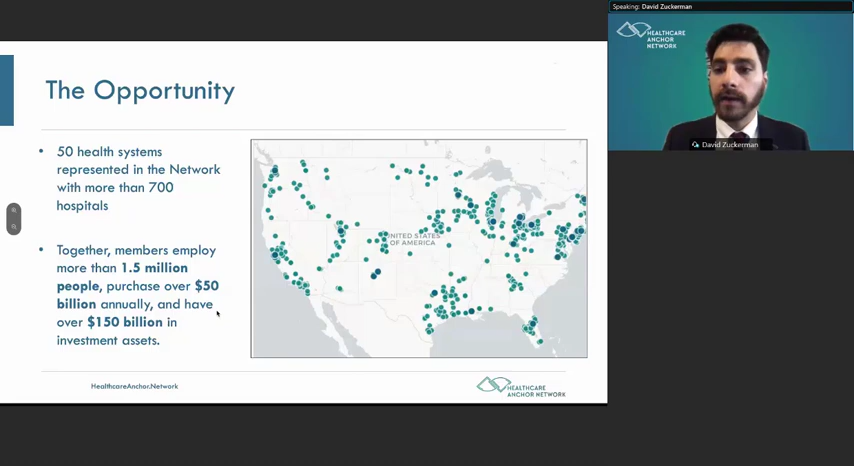 Speaking: David Zuckerman
HEALTHCARE
ANCHOR
NETWORK
David Zuckerman
The Opportunity
• 50 health systems
represented in the Network
with more than 700
hospitals
• Together, members employ
more than 1.5 million
people, purchase over $50
billion annually, and have
over $150 billion in
investment assets.
UNITED STATES
OF AMERICA
HealthcareAnchor.Network
HEALTHCARE
ANCHOR NETWORK